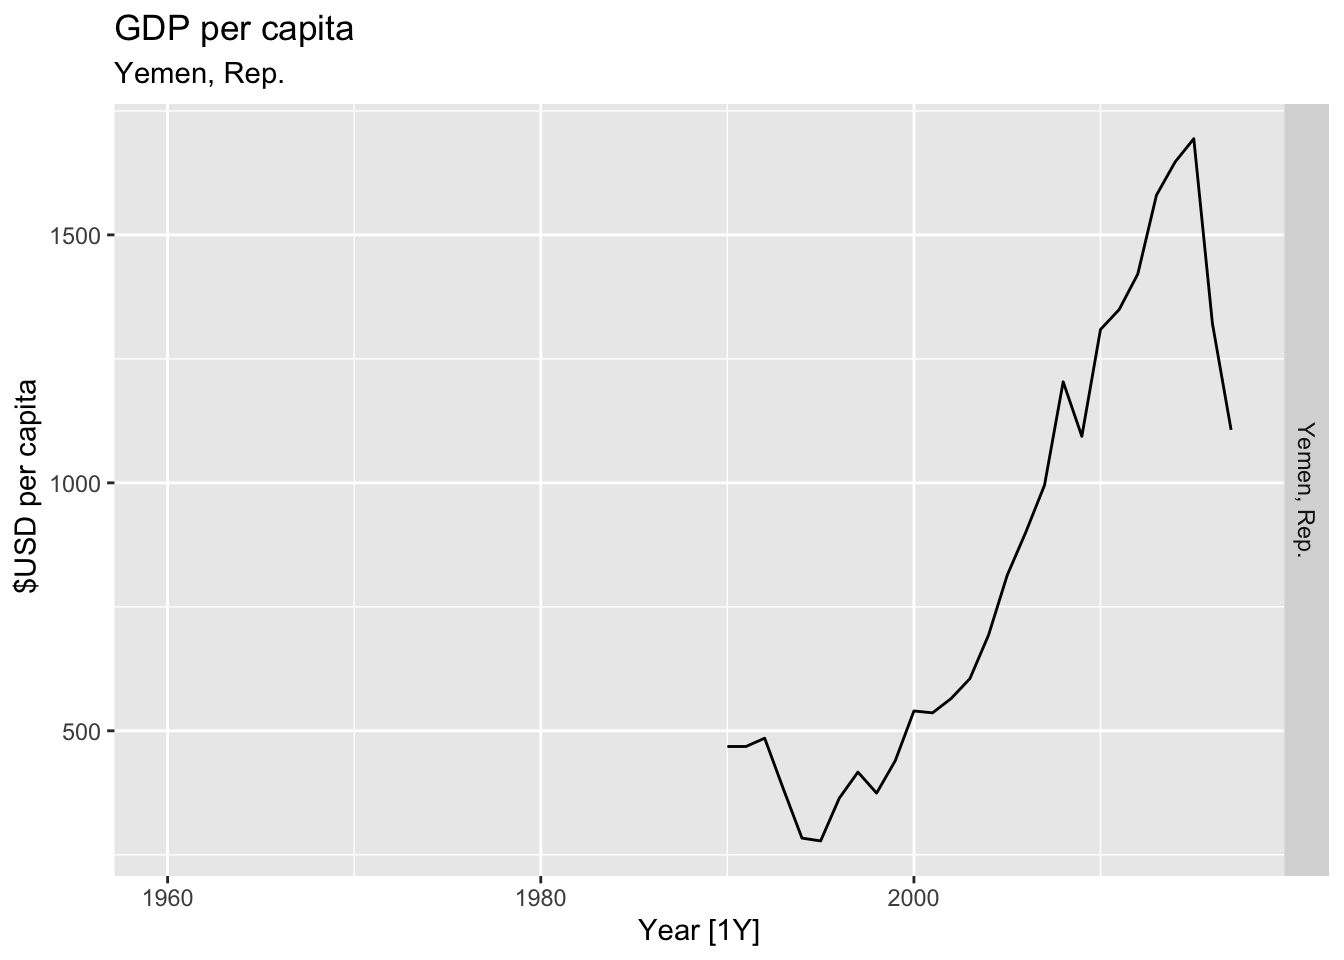 GDP per capita
Yemen, Rep.
$USD per capita
1500
1000
500
Yemen, Rep.
1960
1980
2000
Year [1Y]